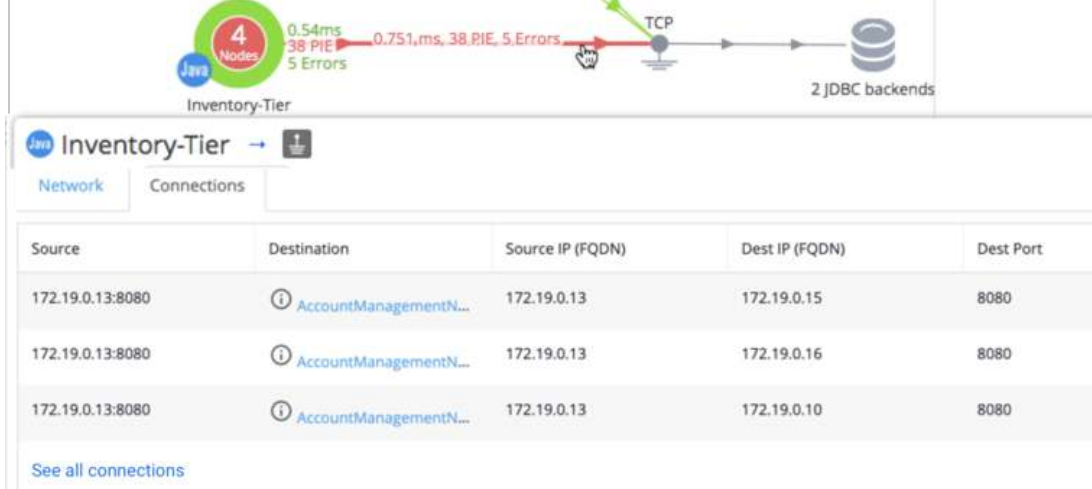 TCP
4
Nodes
Java
0.54ms
38 PIE
5 Errors
0.751 ms, 38 PIE, 5 Errors
Inventory-Tier
2 JDBC backends
Java Inventory-Tier →
Network Connections
Source Destination Source IP (FQDN) Dest IP (FQDN) Dest Port
172.19.0.13:8080 AccountManagementN... 172.19.0.13 172.19.0.15 8080
172.19.0.13:8080 AccountManagementN... 172.19.0.13 172.19.0.16 8080
172.19.0.13:8080 AccountManagementN... 172.19.0.13 172.19.0.10 8080
See all connections